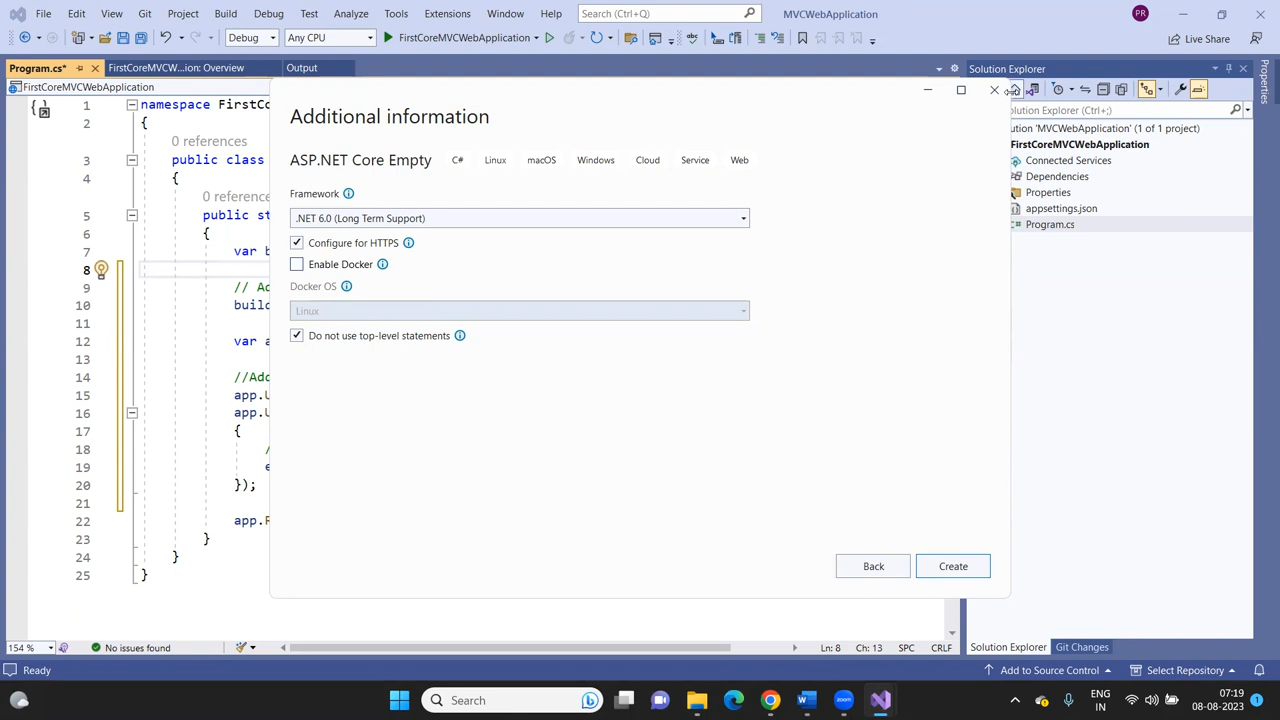 File Edit View Git Project Build Debug Test Analyze Tools Extensions Window Help Search (Ctrl+Q) MVCWebApplication PR
Debug Any CPU FirstCoreMVCWebApplication Live Share
Program.cs* FirstCoreMVCW...ion: Overview Output Solution Explorer
FirstCoreMVCWebApplication
Solution Explorer (Ctrl+;)
Properties
1 namespace FirstCo
2 {
0 references
3 public class
4 {
0 reference
5 public st
6 {
7 var b
8
9 // Ad
10 build
11
12 var a
13
14 //Add
15 app.U
16 app.U
17 {
18 /
19 e
20 });
21
22 app.R
23 }
24 }
25 }
Additional information
ASP.NET Core Empty C# Linux macOS Windows Cloud Service Web
Framework
.NET 6.0 (Long Term Support)
Configure for HTTPS
Enable Docker
Docker OS
Linux
Do not use top-level statements
Back Create
ution 'MVCWebApplication' (1 of 1 project)
FirstCoreMVCWebApplication
Connected Services
Dependencies
Properties
appsettings.json
Program.cs
154 % No issues found Ln: 8 Ch: 13 SPC CRLF
Solution Explorer Git Changes
Ready Add to Source Control Select Repository
Search
ENG
IN
07:19
08-08-2023